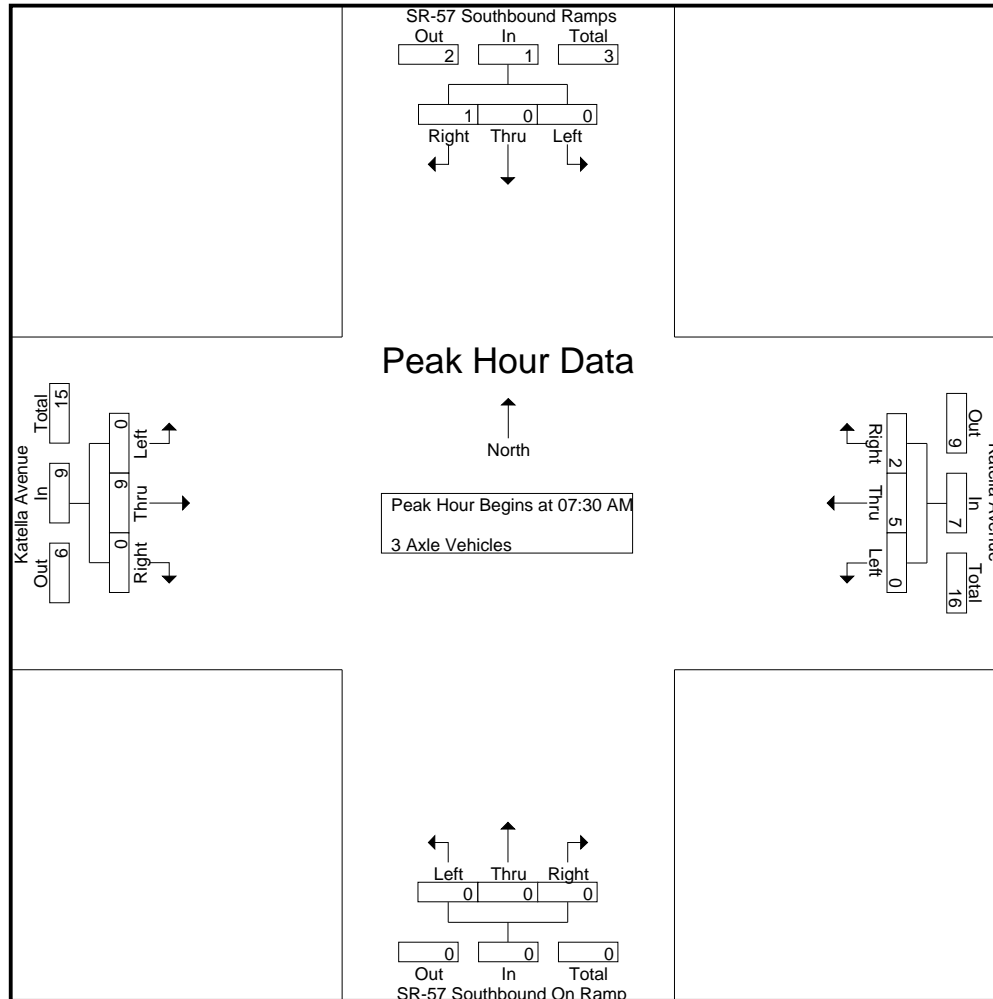 SR-57 Southbound Ramps
Out In Total
2 1 3
1 0 0
Right Thru Left
Peak Hour Data
North
Peak Hour Begins at 07:30 AM
3 Axle Vehicles
Katella Avenue
Out In Total
6 9 15
0 9 0
Right Thru Left
Katella Avenue
Out In Total
9 7 16
2 5 0
Right Thru Left
Left Thru Right
0 0 0
0 0 0
Out In Total
SR-57 Southbound On Ramp